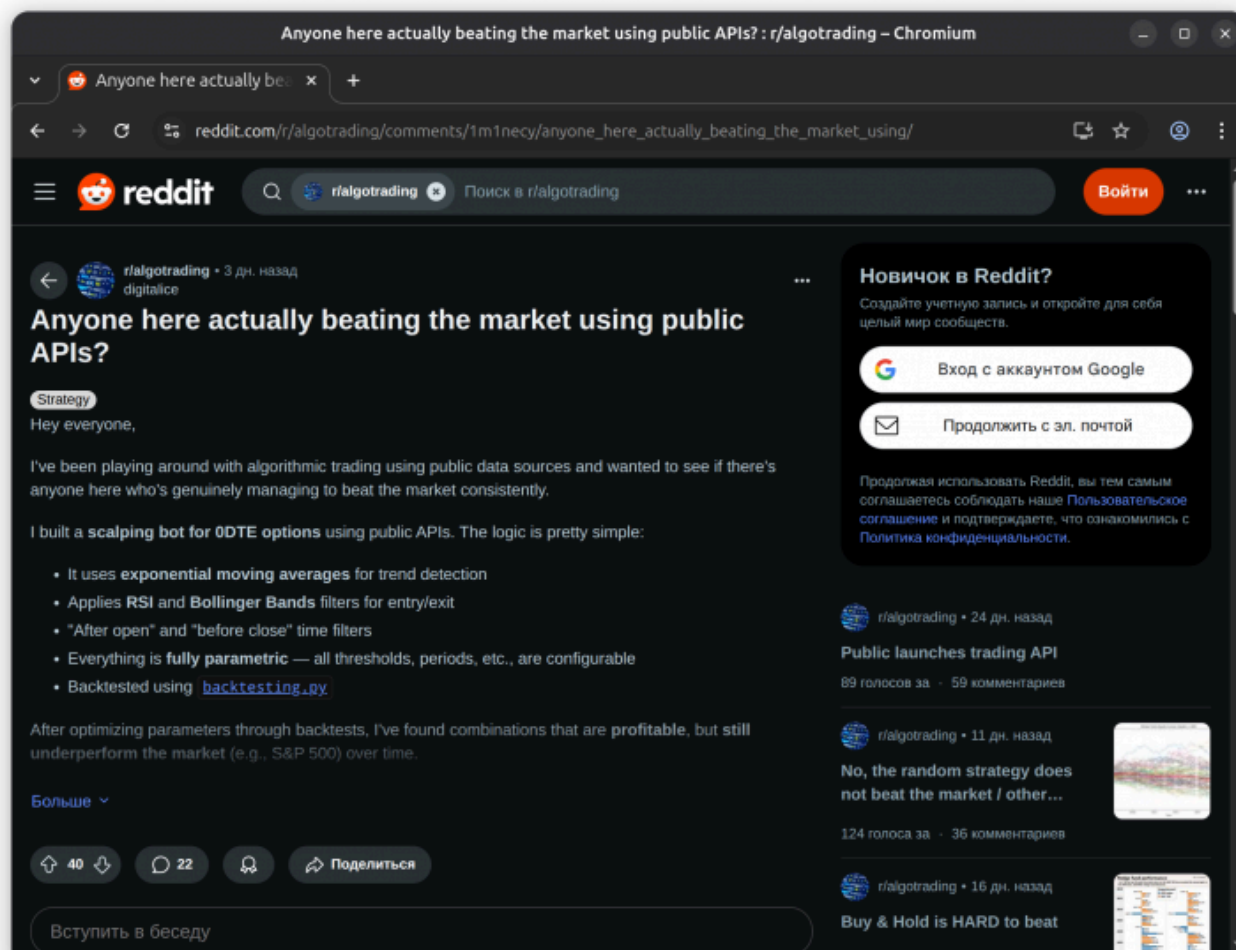 Anyone here actually beating the market using public APIs? : r/algotrading – Chromium
Anyone here actually bea
reddit.com/r/algotrading/comments/1m1necy/anyone_here_actually_beating_the_market_using/
reddit
r/algotrading
Поиск в r/algotrading
Войти
r/algotrading • 3 дн. назад
digitalice
Anyone here actually beating the market using public
APIs?
Strategy
Hey everyone,
I've been playing around with algorithmic trading using public data sources and wanted to see if there's
anyone here who's genuinely managing to beat the market consistently.
I built a scalping bot for 0DTE options using public APIs. The logic is pretty simple:
• It uses exponential moving averages for trend detection
• Applies RSI and Bollinger Bands filters for entry/exit
• "After open" and "before close" time filters
• Everything is fully parametric — all thresholds, periods, etc., are configurable
• Backtested using backtesting.py
After optimizing parameters through backtests, I've found combinations that are profitable, but still
underperform the market (e.g., S&P 500) over time.
Больше
40
22
Поделиться
Вступить в беседу
Новичок в Reddit?
Создайте учетную запись и откройте для себя
целый мир сообществ.
Вход с аккаунтом Google
Продолжить с эл. почтой
Продолжая использовать Reddit, вы тем самым
соглашаетесь соблюдать наше Пользовательское
соглашение и подтверждаете, что ознакомились с
Политика конфиденциальности.
r/algotrading • 24 дн. назад
Public launches trading API
89 голосов за · 59 комментариев
r/algotrading • 11 дн. назад
No, the random strategy does
not beat the market / other…
124 голоса за · 36 комментариев
r/algotrading • 16 дн. назад
Buy & Hold is HARD to beat